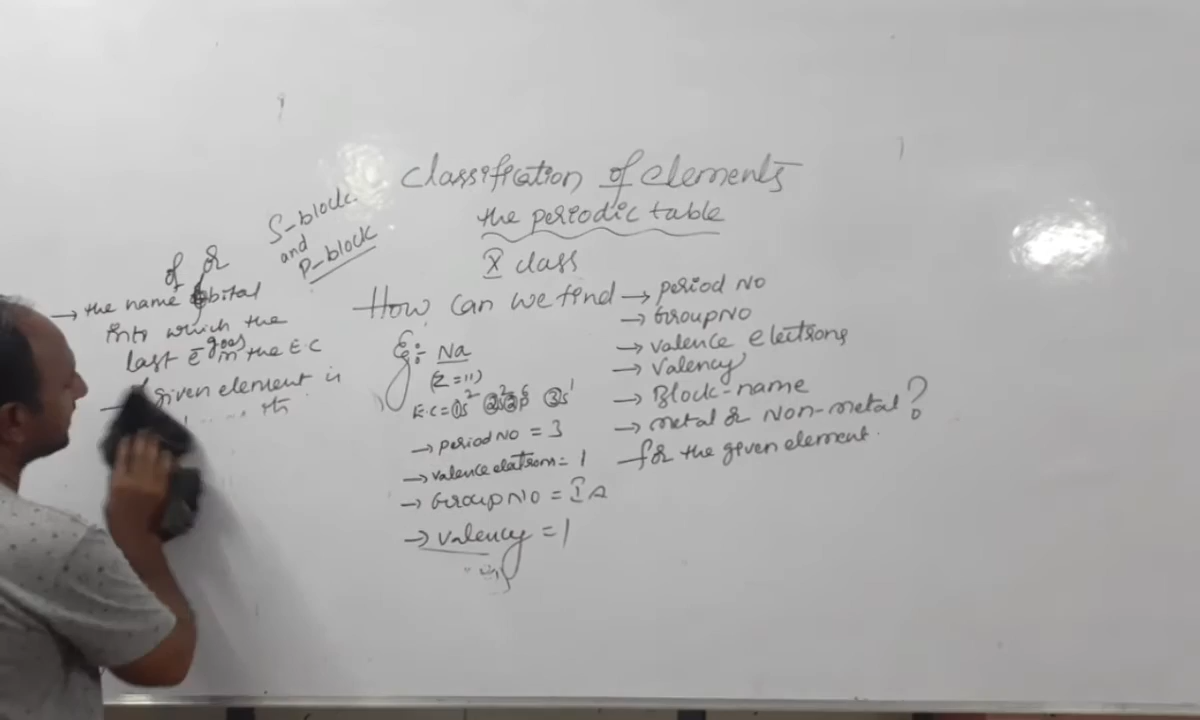 Classification of elements
the periodic table
X class
S-block
and
P-block
of or
→ the name orbital
into which the
goes
last e⁻ in the E.C
given element is
How can we find → period No
→ Group No
→ valence electrons
→ Valency
→ Block-name
→ metal or Non-metal ?
for the given element.
Eg:- Na
(Z=11)
E.C = 1s² 2s² 2p⁶ 3s¹
→ period No = 3
→ valence eletrons = 1
→ Group No = I A
→ valency = 1